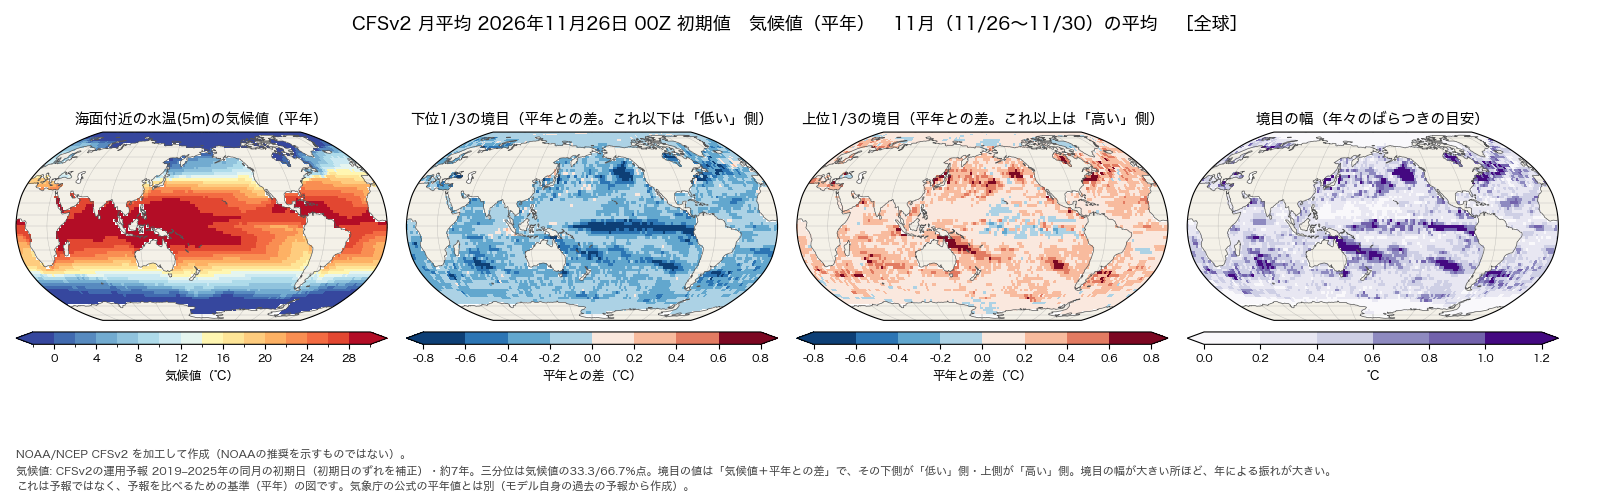 CFSv2 月平均 2026年11月26日 00Z 初期値　気候値（平年）　11月（11/26～11/30）の平均　［全球］
海面付近の水温(5m)の気候値（平年）
下位1/3の境目（平年との差。これ以下は「低い」側）
上位1/3の境目（平年との差。これ以上は「高い」側）
境目の幅（年々のばらつきの目安）
0 4 8 12 16 20 24 28
気候値（℃）
-0.8 -0.6 -0.4 -0.2 0.0 0.2 0.4 0.6 0.8
平年との差（℃）
-0.8 -0.6 -0.4 -0.2 0.0 0.2 0.4 0.6 0.8
平年との差（℃）
0.0 0.2 0.4 0.6 0.8 1.0 1.2
℃
NOAA/NCEP CFSv2 を加工して作成（NOAAの推奨を示すものではない）。
気候値: CFSv2の運用予報 2019–2025年の同月の初期日（初期日のずれを補正）・約7年。三分位は気候値の33.3/66.7%点。境目の値は「気候値＋平年との差」で、その下側が「低い」側・上側が「高い」側。境目の幅が大きい所ほど、年による振れが大きい。
これは予報ではなく、予報を比べるための基準（平年）の図です。気象庁の公式の平年値とは別（モデル自身の過去の予報から作成）。